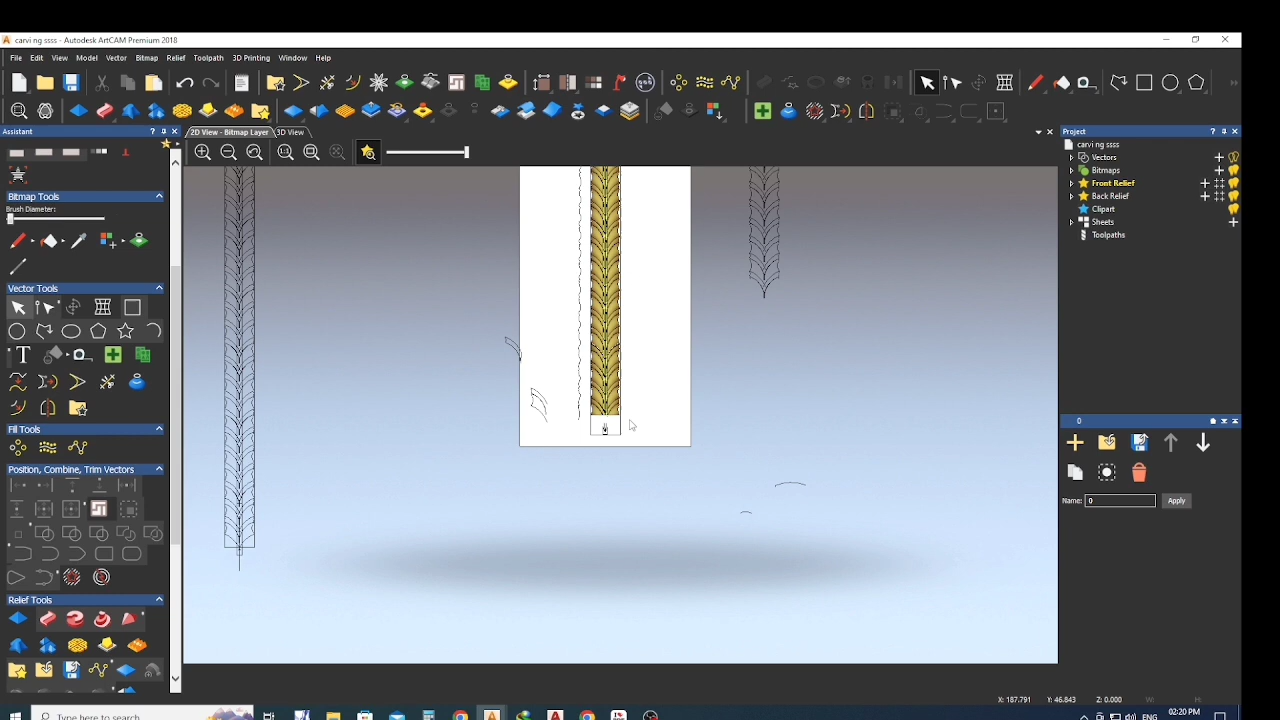 carvi ng ssss - Autodesk ArtCAM Premium 2018
File Edit View Model Vector Bitmap Relief Toolpath 3D Printing Window Help
Assistant
2D View - Bitmap Layer
3D View
Project
carvi ng ssss
Vectors
Bitmaps
Front Relief
Back Relief
Clipart
Sheets
Toolpaths
Bitmap Tools
Brush Diameter:
Vector Tools
Fill Tools
Position, Combine, Trim Vectors
Relief Tools
0
Name: 0 Apply
X: 187.791 Y: 46.843 Z: 0.000 W: H:
Type here to search
ENG
02:20 PM